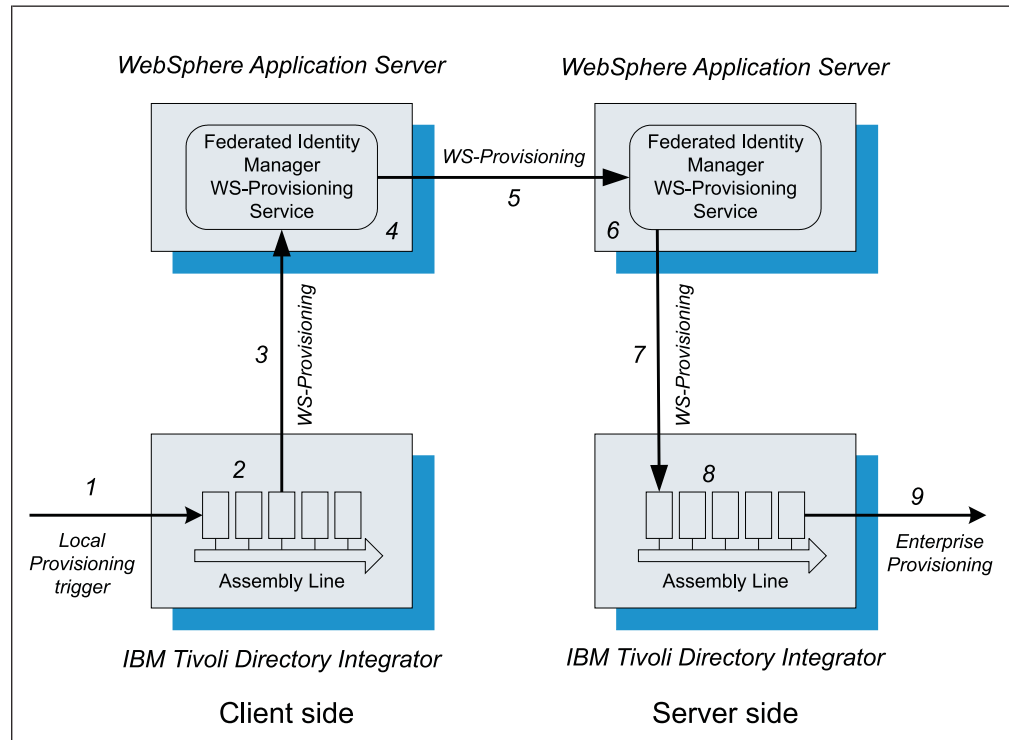 WebSphere Application Server
WebSphere Application Server
Federated Identity
Manager
WS-Provisioning
Service
4
WS-Provisioning
5
Federated Identity
Manager
WS-Provisioning
Service
6
3
WS-Provisioning
7
WS-Provisioning
1
Local
Provisioning
trigger
2
Assembly Line
8
Assembly Line
9
Enterprise
Provisioning
IBM Tivoli Directory Integrator
IBM Tivoli Directory Integrator
Client side
Server side